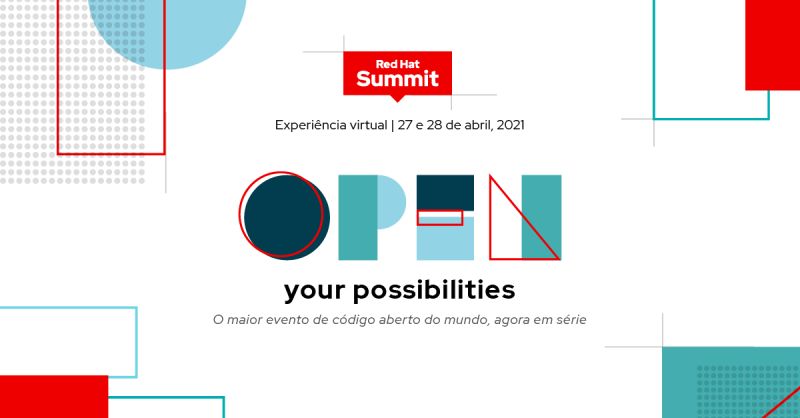 Red Hat
Summit
Experiência virtual | 27 e 28 de abril, 2021
OPEN
your possibilities
O maior evento de código aberto do mundo, agora em série